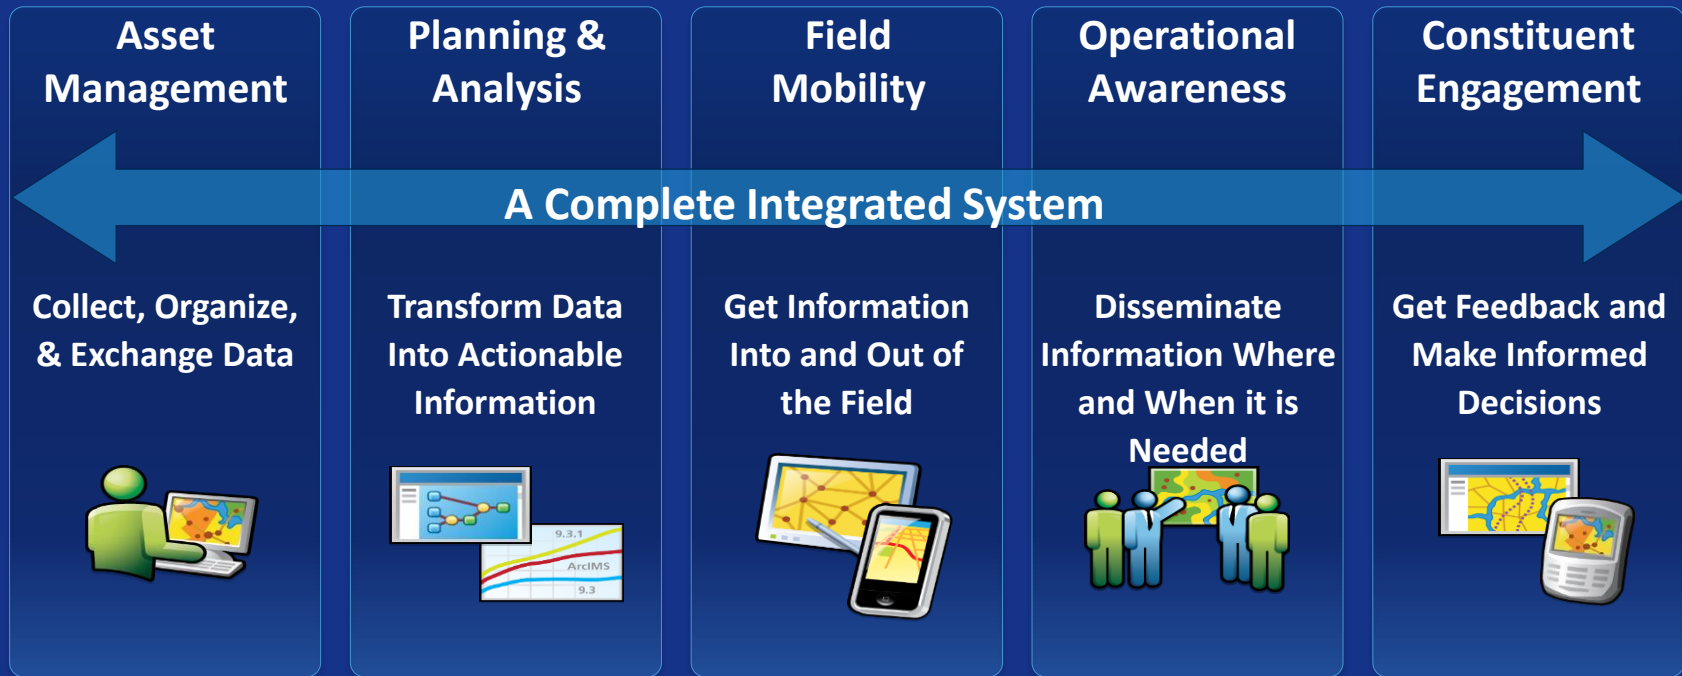 Asset
Management
Planning &
Analysis
Field
Mobility
Operational
Awareness
Constituent
Engagement
A Complete Integrated System
Collect, Organize,
& Exchange Data
Transform Data
Into Actionable
Information
Get Information
Into and Out of
the Field
Disseminate
Information Where
and When it is
Needed
Get Feedback and
Make Informed
Decisions
9.3.1
ArcIMS
9.3